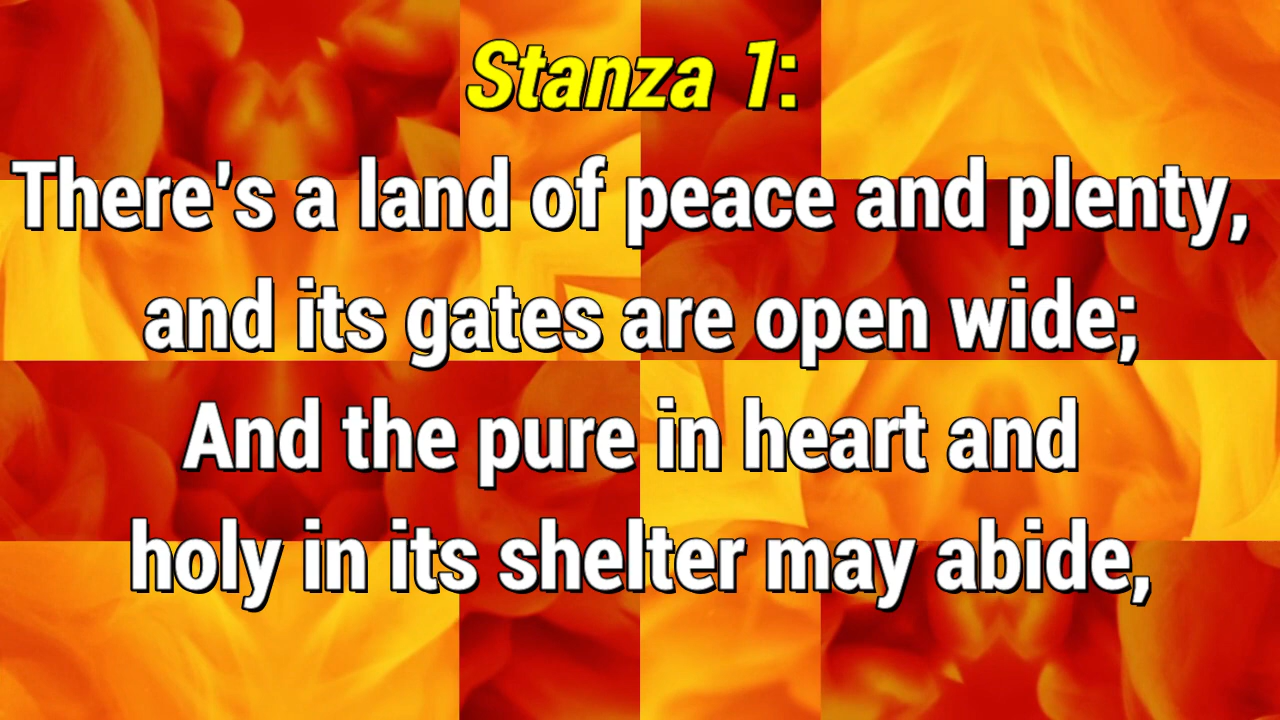 Stanza 1:
There's a land of peace and plenty,
and its gates are open wide;
And the pure in heart and
holy in its shelter may abide,